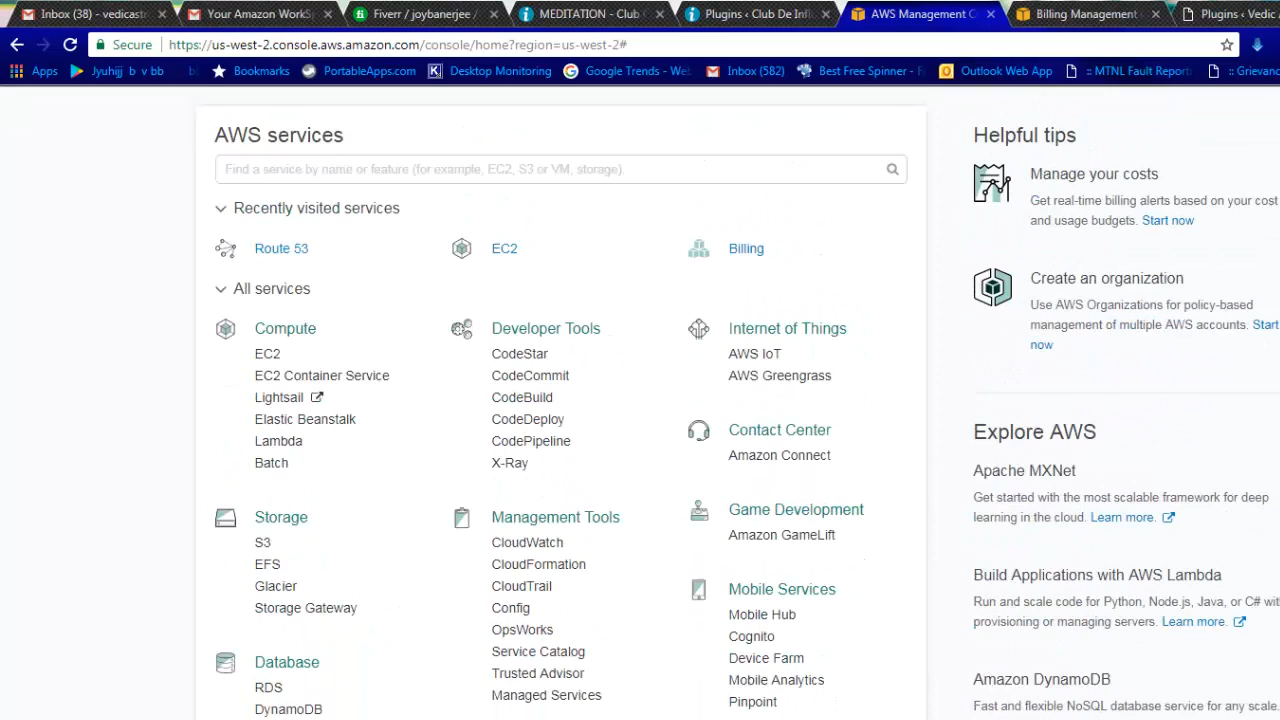 Inbox (38) - vedicast
Your Amazon WorkS
Fiverr / joybanerjee /
MEDITATION - Club
Plugins ‹ Club De Infl
AWS Management C
Billing Management
Plugins ‹ Vedic
Secure
https://us-west-2.console.aws.amazon.com/console/home?region=us-west-2#
Apps
Jyuhijj b v bb
Bookmarks
PortableApps.com
Desktop Monitoring
Google Trends - Web
Inbox (582)
Best Free Spinner - F
Outlook Web App
:: MTNL Fault Report
:: Grievanc
AWS services
Find a service by name or feature (for example, EC2, S3 or VM, storage).
Recently visited services
Route 53
EC2
Billing
All services
Compute
EC2
EC2 Container Service
Lightsail
Elastic Beanstalk
Lambda
Batch
Storage
S3
EFS
Glacier
Storage Gateway
Database
RDS
DynamoDB
Developer Tools
CodeStar
CodeCommit
CodeBuild
CodeDeploy
CodePipeline
X-Ray
Management Tools
CloudWatch
CloudFormation
CloudTrail
Config
OpsWorks
Service Catalog
Trusted Advisor
Managed Services
Internet of Things
AWS IoT
AWS Greengrass
Contact Center
Amazon Connect
Game Development
Amazon GameLift
Mobile Services
Mobile Hub
Cognito
Device Farm
Mobile Analytics
Pinpoint
Helpful tips
Manage your costs
Get real-time billing alerts based on your cost
and usage budgets. Start now
Create an organization
Use AWS Organizations for policy-based
management of multiple AWS accounts. Start
now
Explore AWS
Apache MXNet
Get started with the most scalable framework for deep
learning in the cloud. Learn more.
Build Applications with AWS Lambda
Run and scale code for Python, Node.js, Java, or C# wit
provisioning or managing servers. Learn more.
Amazon DynamoDB
Fast and flexible NoSQL database service for any scale.